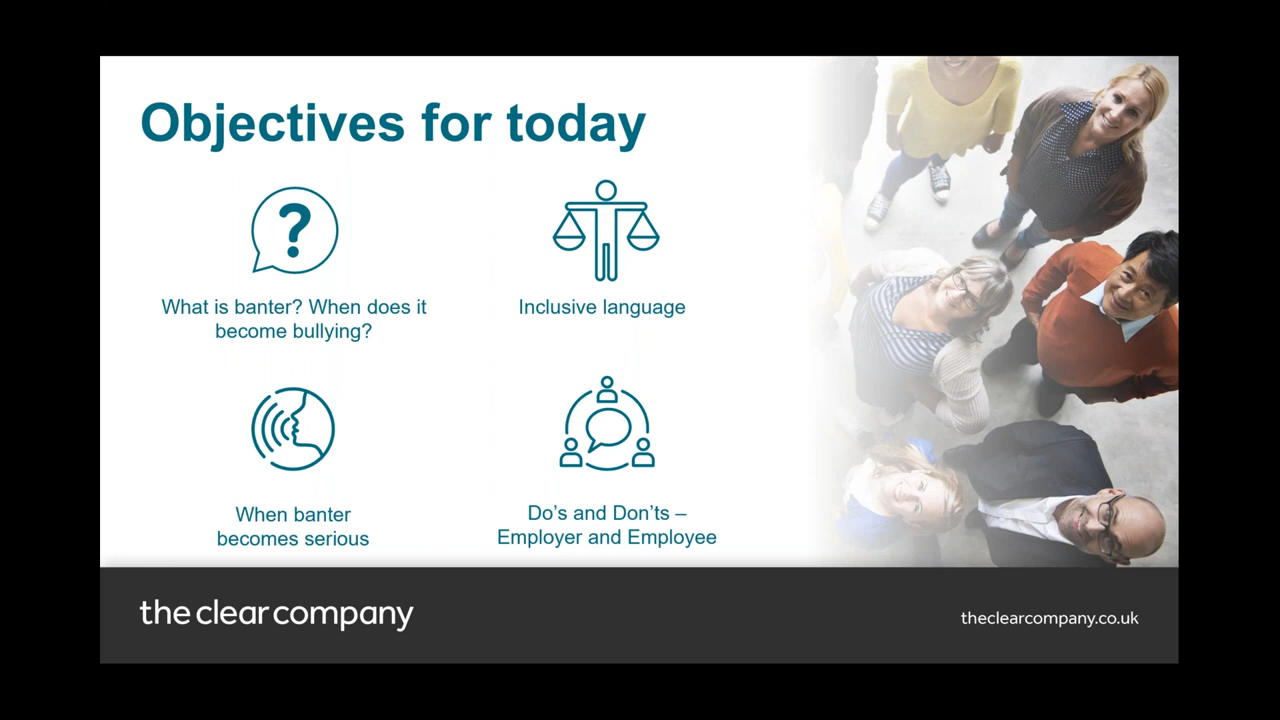 Objectives for today
?
What is banter? When does it
become bullying?
Inclusive language
When banter
becomes serious
Do’s and Don’ts –
Employer and Employee
the clear company
theclearcompany.co.uk